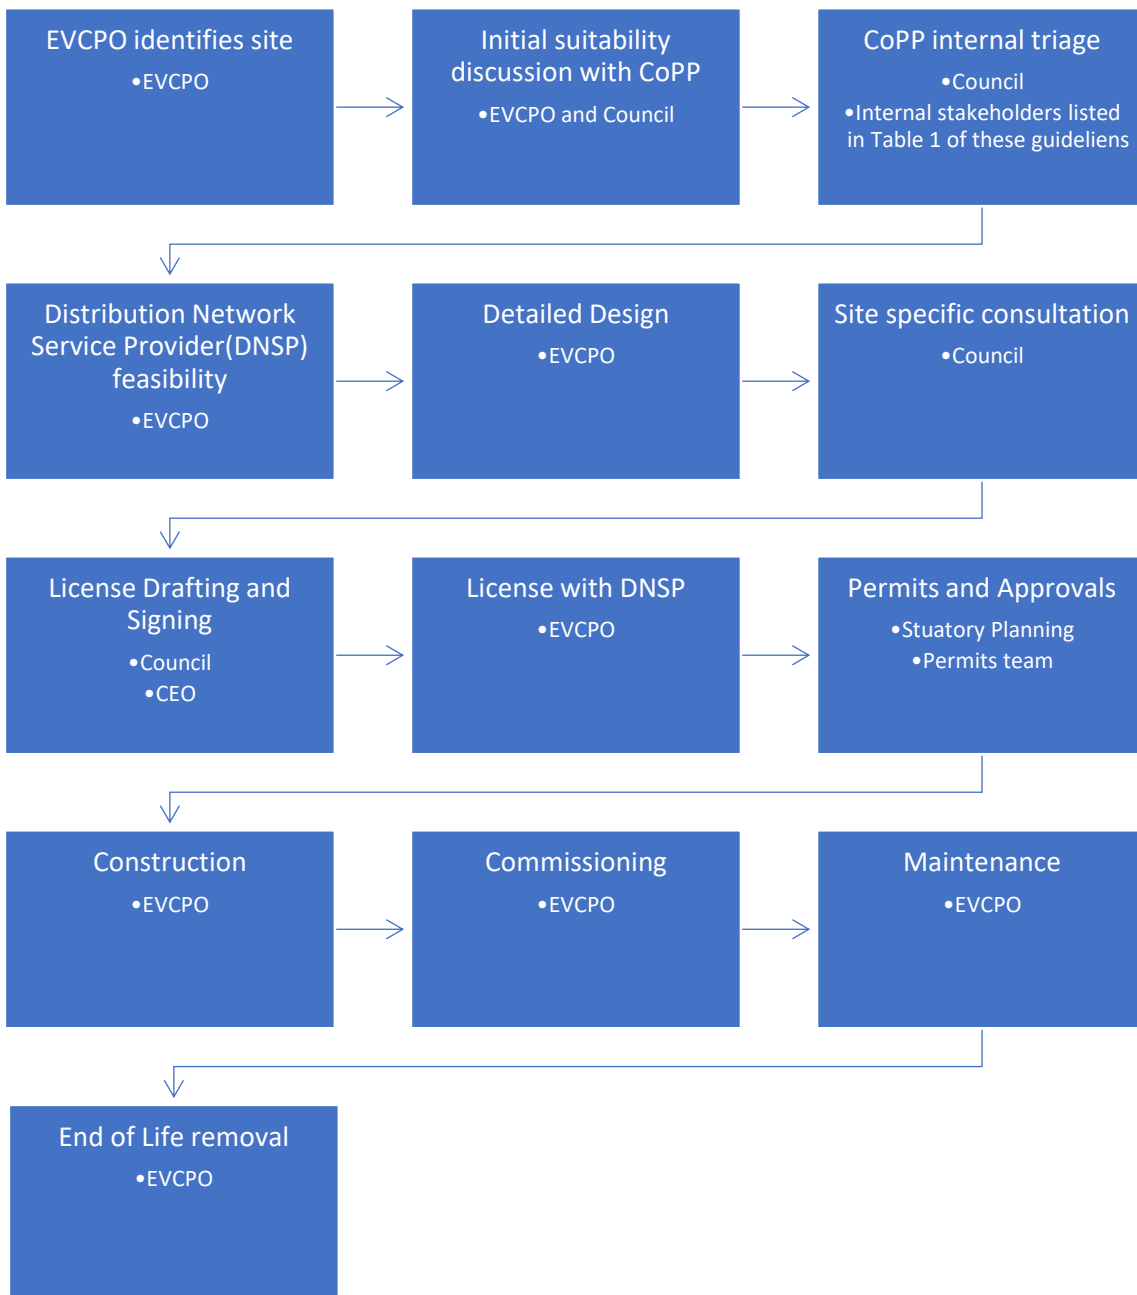 EVCPO identifies site
•EVCPO
Initial suitability
discussion with CoPP
•EVCPO and Council
CoPP internal triage
•Council
•Internal stakeholders listed
in Table 1 of these guideliens
Distribution Network
Service Provider(DNSP)
feasibility
•EVCPO
Detailed Design
•EVCPO
Site specific consultation
•Council
License Drafting and
Signing
•Council
•CEO
License with DNSP
•EVCPO
Permits and Approvals
•Stuatory Planning
•Permits team
Construction
•EVCPO
Commissioning
•EVCPO
Maintenance
•EVCPO
End of Life removal
•EVCPO